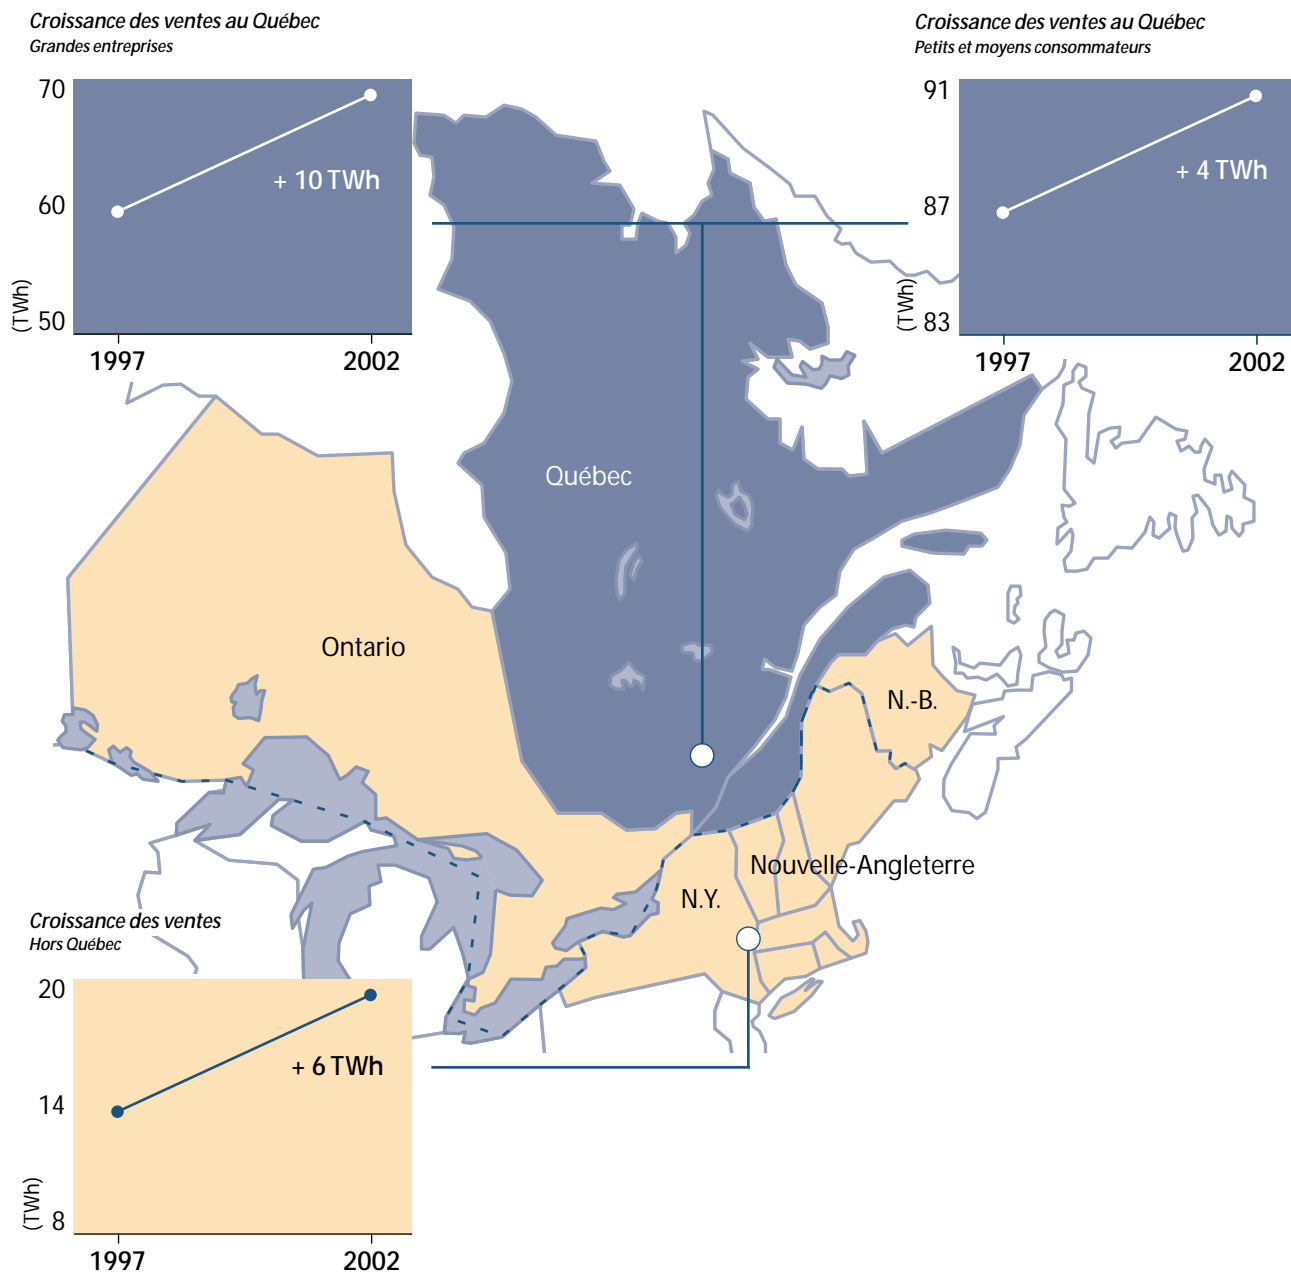 Croissance des ventes au Québec
Grandes entreprises
70
60
50
(TWh)
+ 10 TWh
1997
2002
Croissance des ventes au Québec
Petits et moyens consommateurs
91
87
83
(TWh)
+ 4 TWh
1997
2002
Québec
Ontario
N.-B.
Nouvelle-Angleterre
N.Y.
Croissance des ventes
Hors Québec
20
14
8
(TWh)
+ 6 TWh
1997
2002